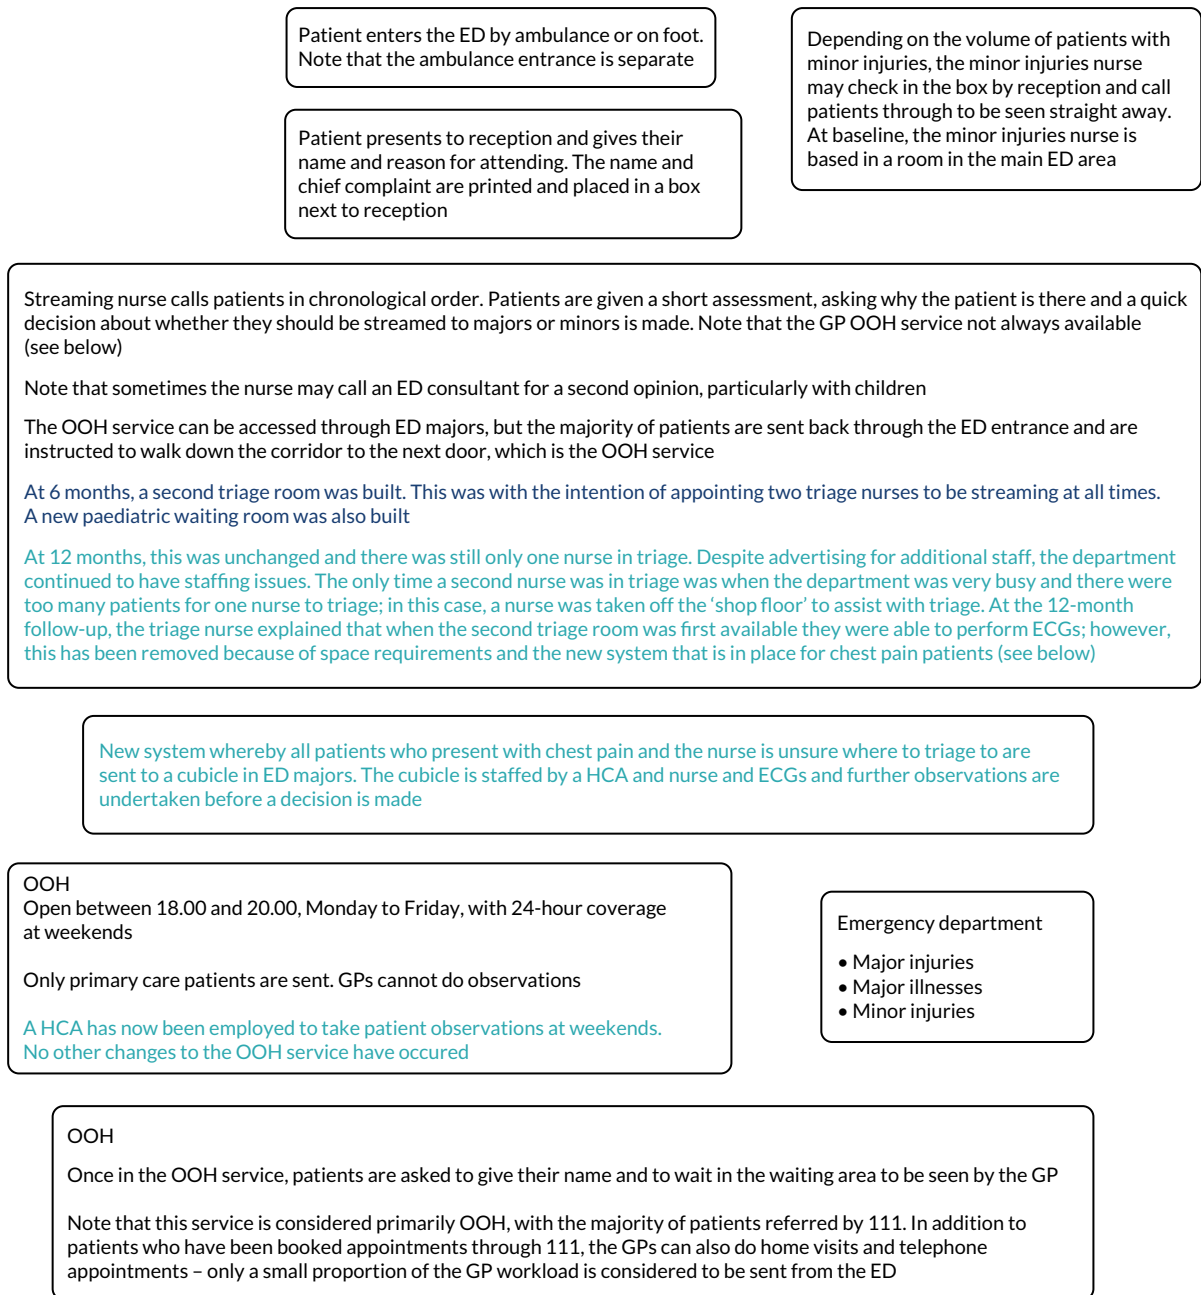 Patient enters the ED by ambulance or on foot.
Note that the ambulance entrance is separate
Depending on the volume of patients with
minor injuries, the minor injuries nurse
may check in the box by reception and call
patients through to be seen straight away.
At baseline, the minor injuries nurse is
based in a room in the main ED area
Patient presents to reception and gives their
name and reason for attending. The name and
chief complaint are printed and placed in a box
next to reception
Streaming nurse calls patients in chronological order. Patients are given a short assessment, asking why the patient is there and a quick
decision about whether they should be streamed to majors or minors is made. Note that the GP OOH service not always available
(see below)
Note that sometimes the nurse may call an ED consultant for a second opinion, particularly with children
The OOH service can be accessed through ED majors, but the majority of patients are sent back through the ED entrance and are
instructed to walk down the corridor to the next door, which is the OOH service
At 6 months, a second triage room was built. This was with the intention of appointing two triage nurses to be streaming at all times.
A new paediatric waiting room was also built
At 12 months, this was unchanged and there was still only one nurse in triage. Despite advertising for additional staff, the department
continued to have staffing issues. The only time a second nurse was in triage was when the department was very busy and there were
too many patients for one nurse to triage; in this case, a nurse was taken off the ‘shop floor’ to assist with triage. At the 12-month
follow-up, the triage nurse explained that when the second triage room was first available they were able to perform ECGs; however,
this has been removed because of space requirements and the new system that is in place for chest pain patients (see below)
New system whereby all patients who present with chest pain and the nurse is unsure where to triage to are
sent to a cubicle in ED majors. The cubicle is staffed by a HCA and nurse and ECGs and further observations are
undertaken before a decision is made
OOH
Open between 18.00 and 20.00, Monday to Friday, with 24-hour coverage
at weekends
Only primary care patients are sent. GPs cannot do observations
A HCA has now been employed to take patient observations at weekends.
No other changes to the OOH service have occured
Emergency department
• Major injuries
• Major illnesses
• Minor injuries
OOH
Once in the OOH service, patients are asked to give their name and to wait in the waiting area to be seen by the GP
Note that this service is considered primarily OOH, with the majority of patients referred by 111. In addition to
patients who have been booked appointments through 111, the GPs can also do home visits and telephone
appointments – only a small proportion of the GP workload is considered to be sent from the ED